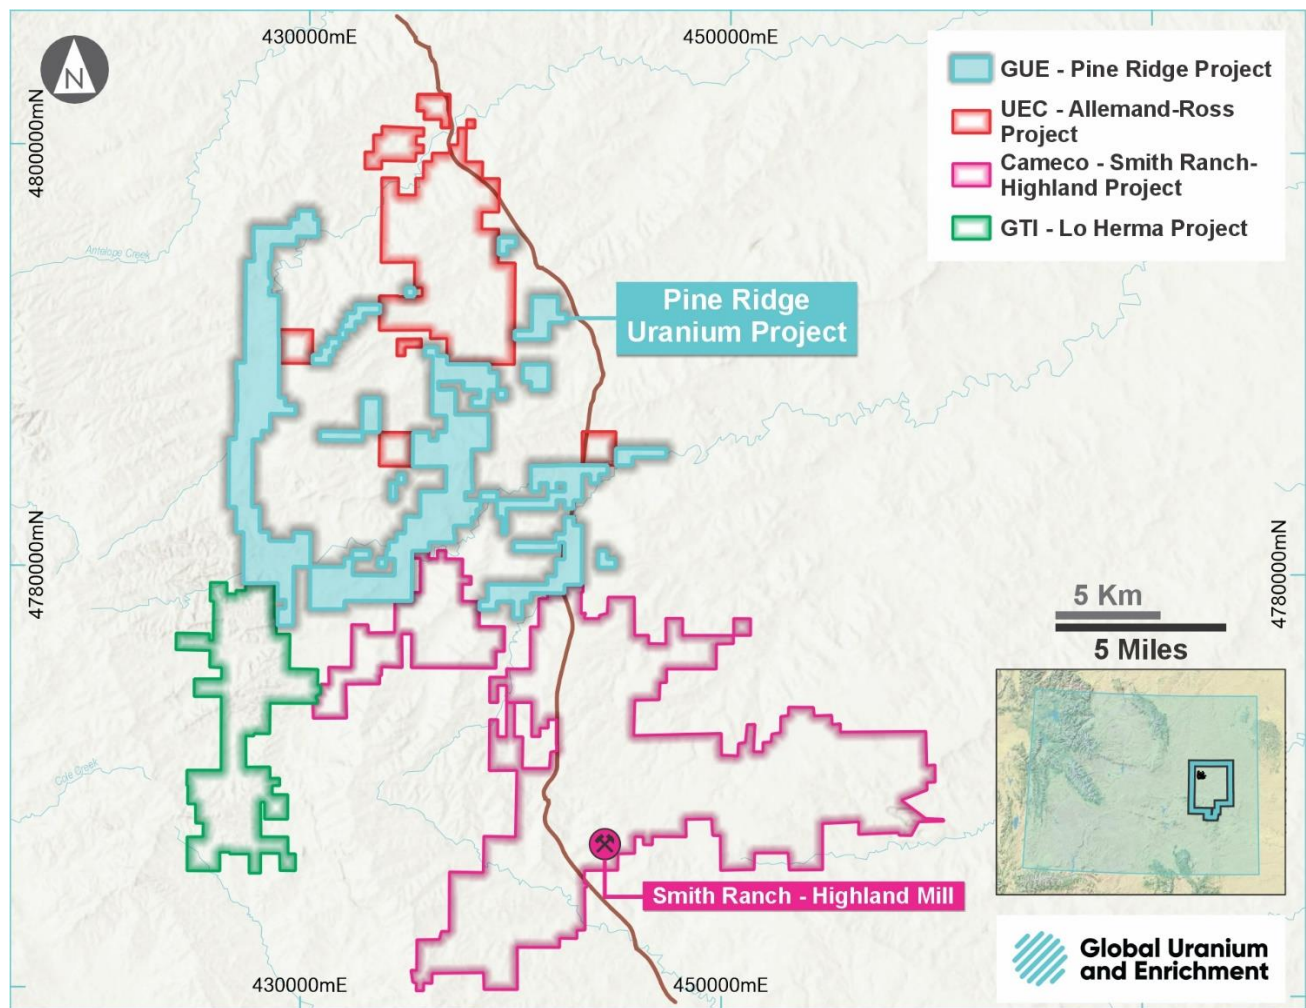 430000mE
450000mE
N
4800000mN
GUE - Pine Ridge Project
UEC - Allemand-Ross
Project
Cameco - Smith Ranch-
Highland Project
GTI - Lo Herma Project
Antelope Creek
Pine Ridge
Uranium Project
4780000mN
4780000mN
5 Km
5 Miles
Cole Creek
Smith Ranch - Highland Mill
Global Uranium
and Enrichment
430000mE
450000mE